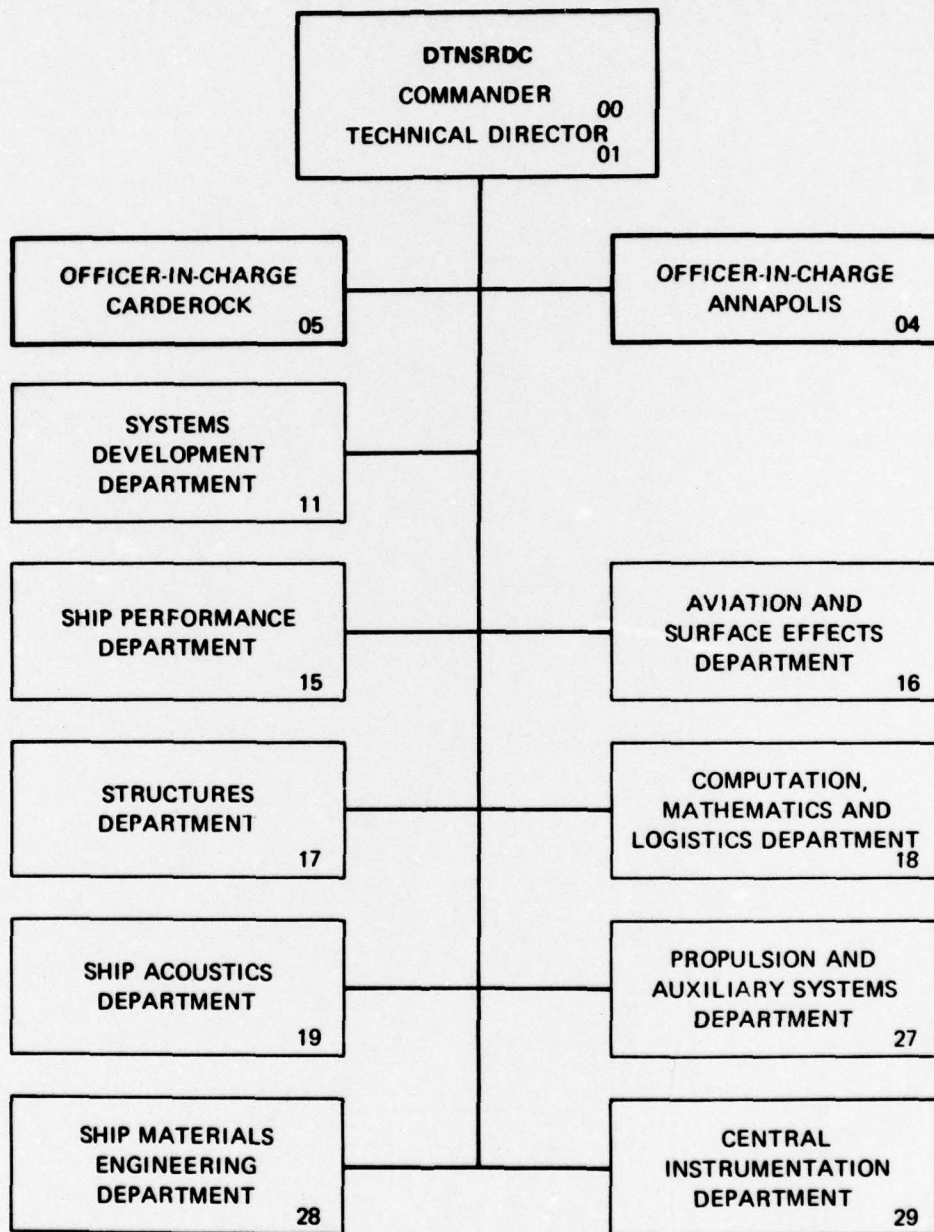 DTNSRDC
COMMANDER
00
TECHNICAL DIRECTOR
01
OFFICER-IN-CHARGE
CARDEROCK
05
OFFICER-IN-CHARGE
ANNAPOLIS
04
SYSTEMS
DEVELOPMENT
DEPARTMENT
11
SHIP PERFORMANCE
DEPARTMENT
15
AVIATION AND
SURFACE EFFECTS
DEPARTMENT
16
STRUCTURES
DEPARTMENT
17
COMPUTATION,
MATHEMATICS AND
LOGISTICS DEPARTMENT
18
SHIP ACOUSTICS
DEPARTMENT
19
PROPULSION AND
AUXILIARY SYSTEMS
DEPARTMENT
27
SHIP MATERIALS
ENGINEERING
DEPARTMENT
28
CENTRAL
INSTRUMENTATION
DEPARTMENT
29